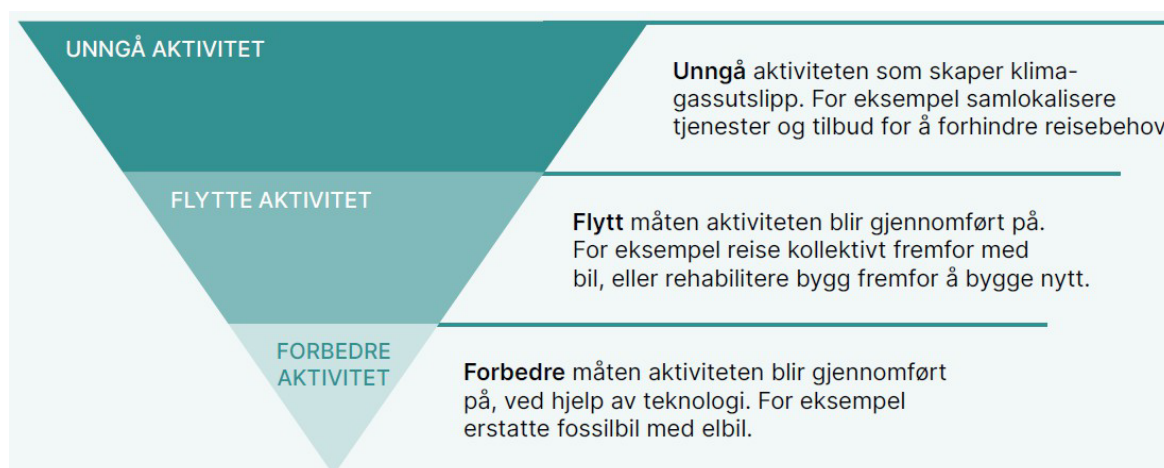 UNNGÅ AKTIVITET
Unngå aktiviteten som skaper klima-
gassutslipp. For eksempel samlokalisere
tjenester og tilbud for å forhindre reisebehov
FLYTTE AKTIVITET
Flytt måten aktiviteten blir gjennomført på.
For eksempel reise kollektivt fremfor med
bil, eller rehabilitere bygg fremfor å bygge nytt.
FORBEDRE
AKTIVITET
Forbedre måten aktiviteten blir gjennomført
på, ved hjelp av teknologi. For eksempel
erstatte fossilbil med elbil.